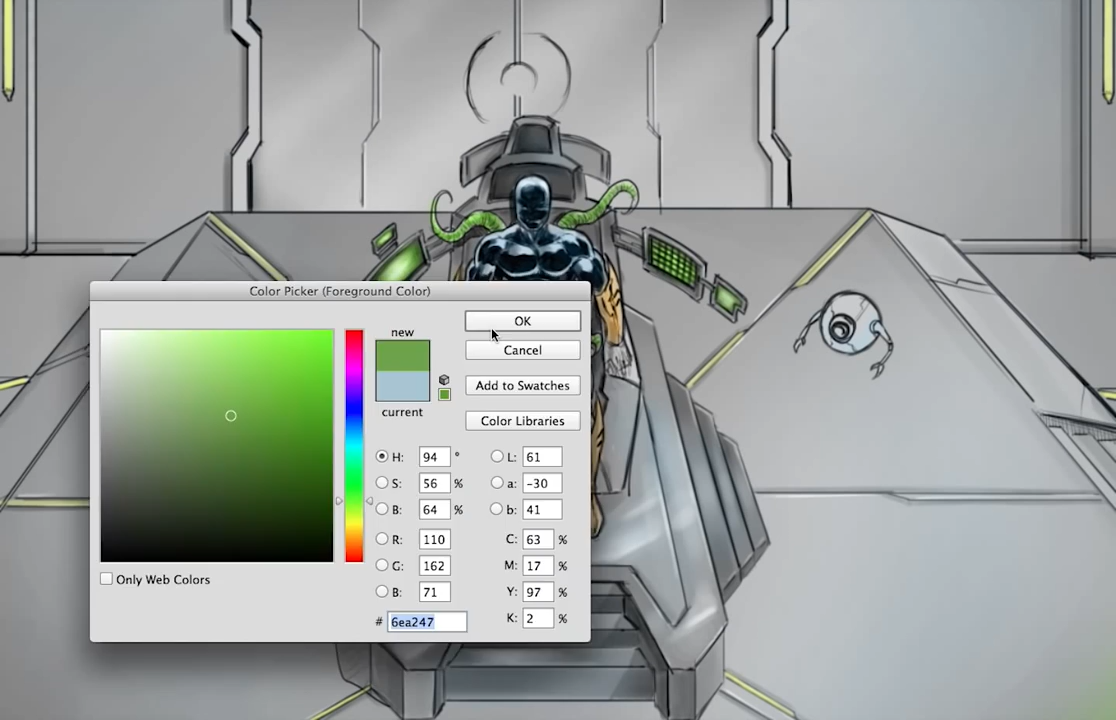 Color Picker (Foreground Color)
new
current
OK
Cancel
Add to Swatches
Color Libraries
H: 94 °
S: 56 %
B: 64 %
R: 110
G: 162
B: 71
# 6ea247
L: 61
a: -30
b: 41
C: 63 %
M: 17 %
Y: 97 %
K: 2 %
Only Web Colors